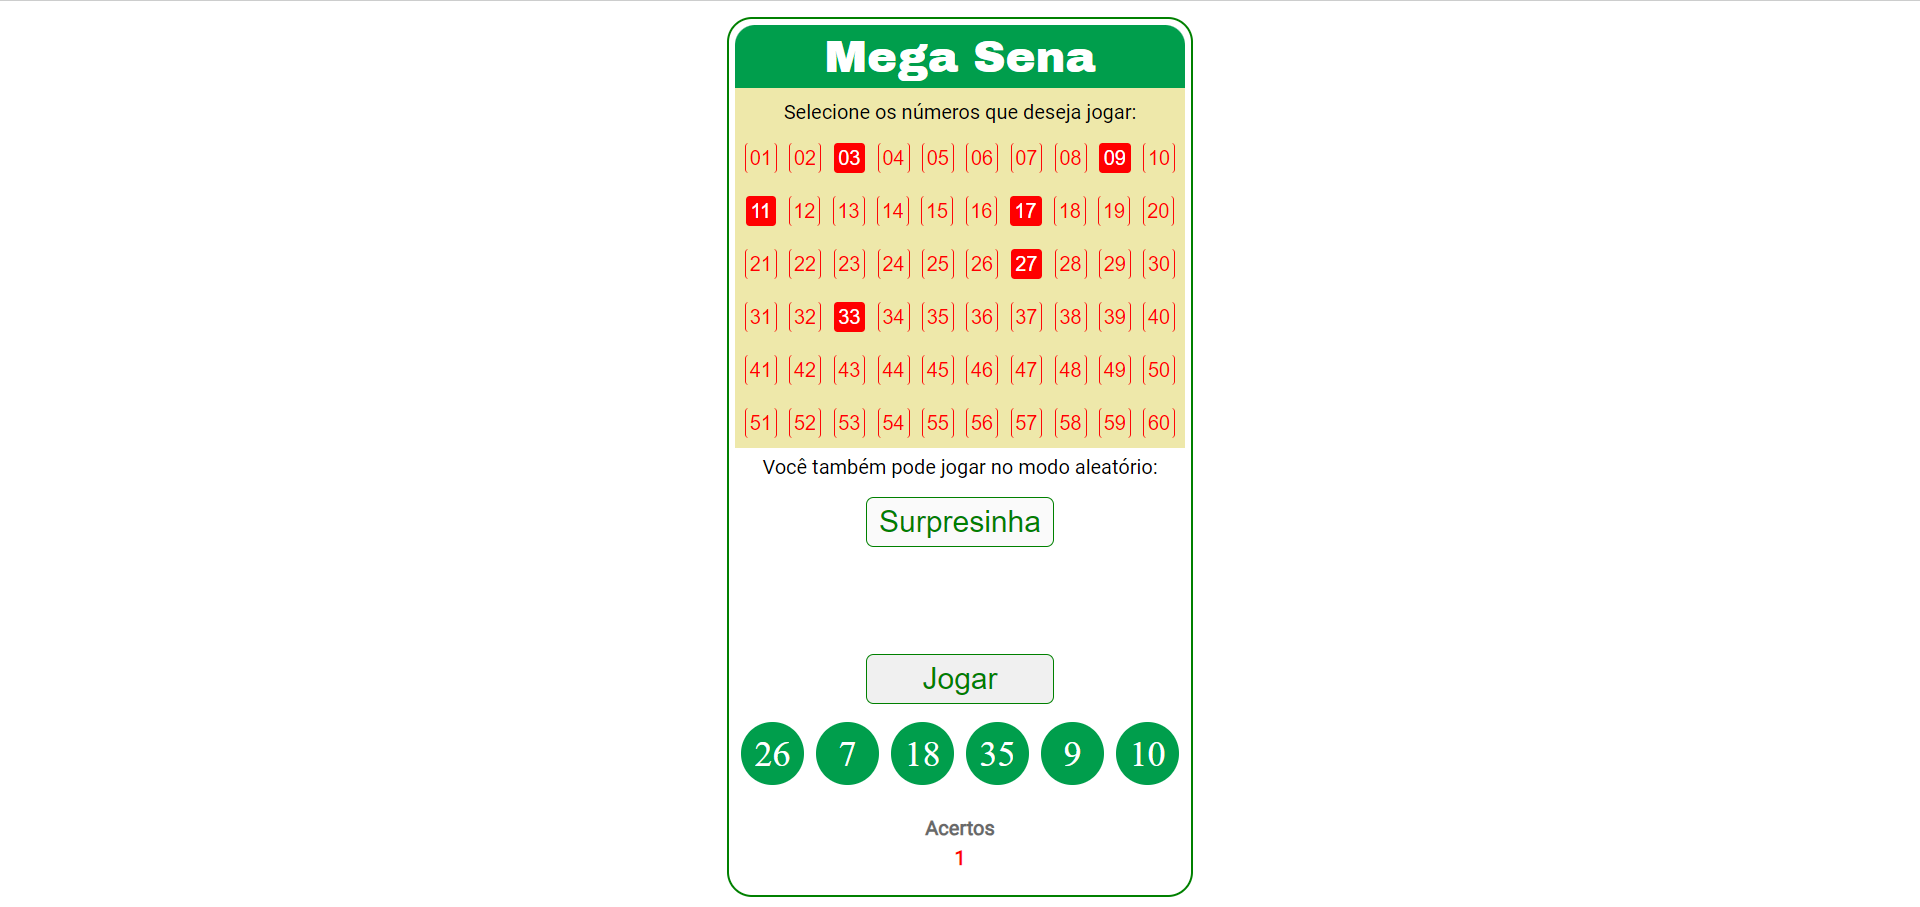 Mega Sena
Selecione os números que deseja jogar:
01 02 03 04 05 06 07 08 09 10
11 12 13 14 15 16 17 18 19 20
21 22 23 24 25 26 27 28 29 30
31 32 33 34 35 36 37 38 39 40
41 42 43 44 45 46 47 48 49 50
51 52 53 54 55 56 57 58 59 60
Você também pode jogar no modo aleatório:
Surpresinha
Jogar
26 7 18 35 9 10
Acertos
1